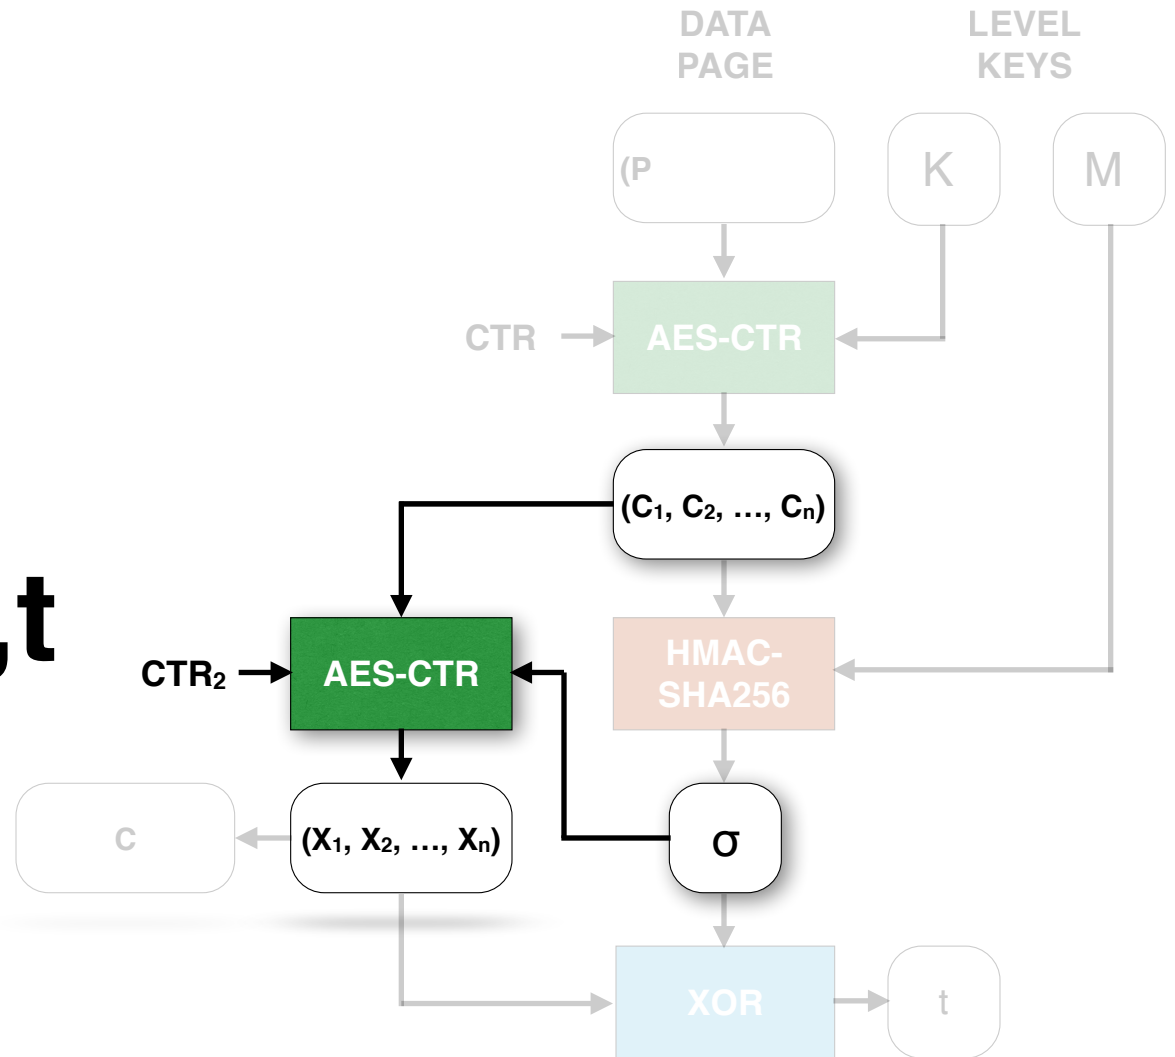 DATA
PAGE
LEVEL
KEYS
(P
K
M
CTR
AES-CTR
(C₁, C₂, …, Cₙ)
,t
CTR₂
AES-CTR
HMAC-
SHA256
c
(X₁, X₂, …, Xₙ)
σ
XOR
t